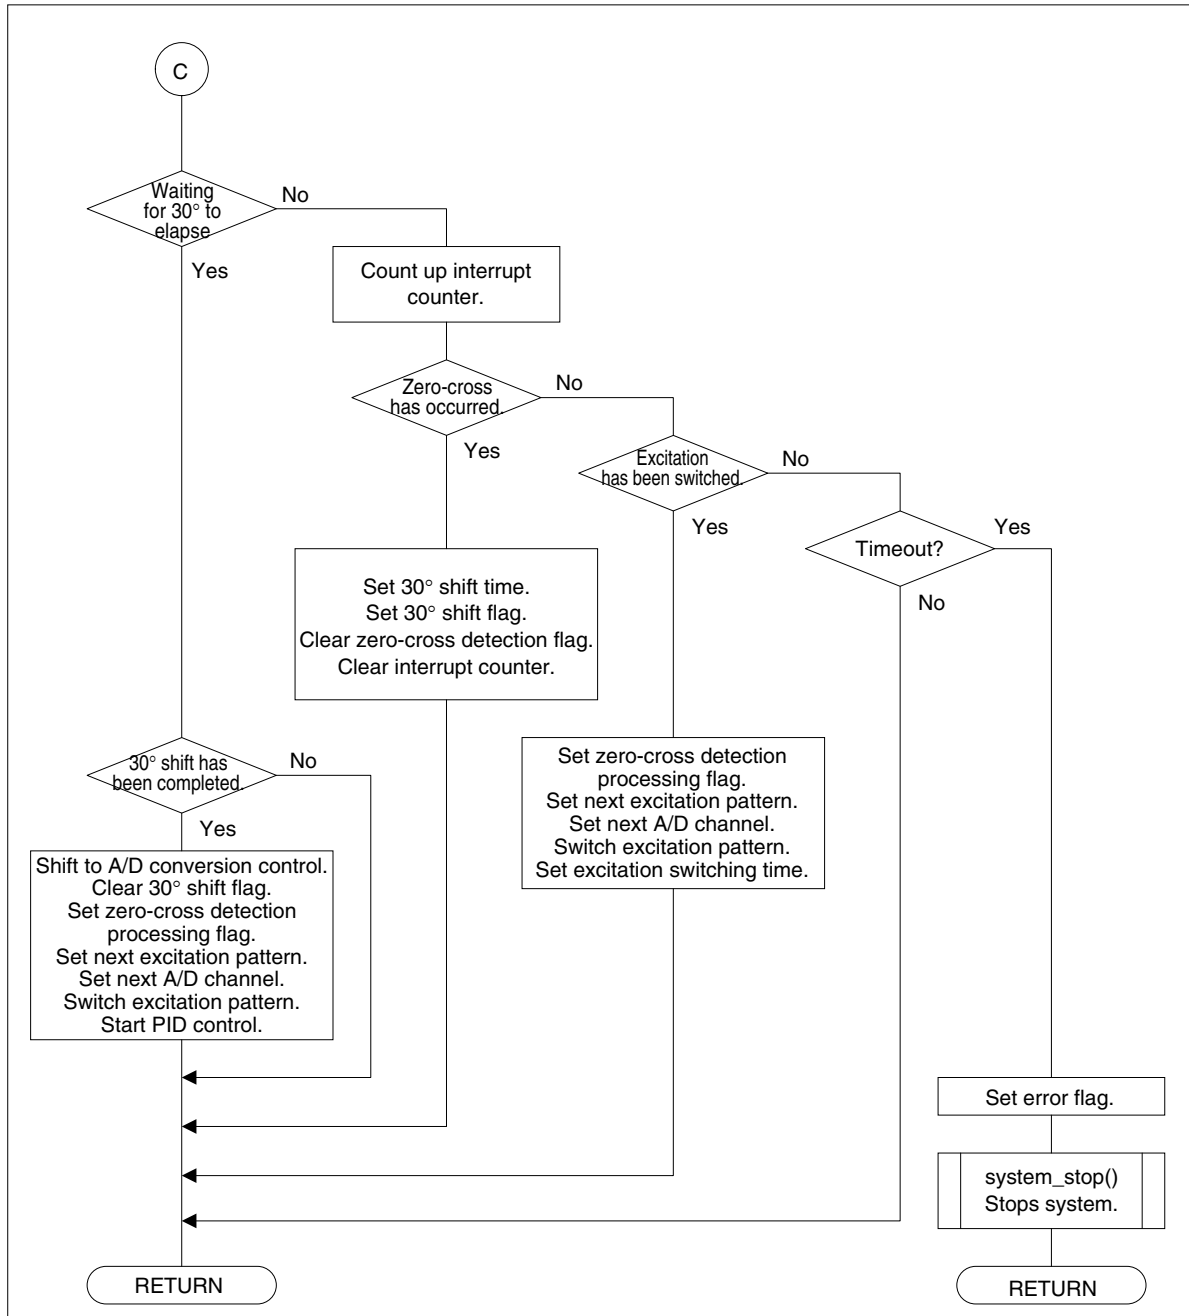 C
Waiting
for 30° to
elapse
No
Yes
Count up interrupt
counter.
Zero-cross
has occurred.
No
Yes
Excitation
has been switched.
No
Yes
Timeout?
Yes
No
Set 30° shift time.
Set 30° shift flag.
Clear zero-cross detection flag.
Clear interrupt counter.
30° shift has
been completed.
No
Yes
Set zero-cross detection
processing flag.
Set next excitation pattern.
Set next A/D channel.
Switch excitation pattern.
Set excitation switching time.
Shift to A/D conversion control.
Clear 30° shift flag.
Set zero-cross detection
processing flag.
Set next excitation pattern.
Set next A/D channel.
Switch excitation pattern.
Start PID control.
Set error flag.
system_stop()
Stops system.
RETURN
RETURN